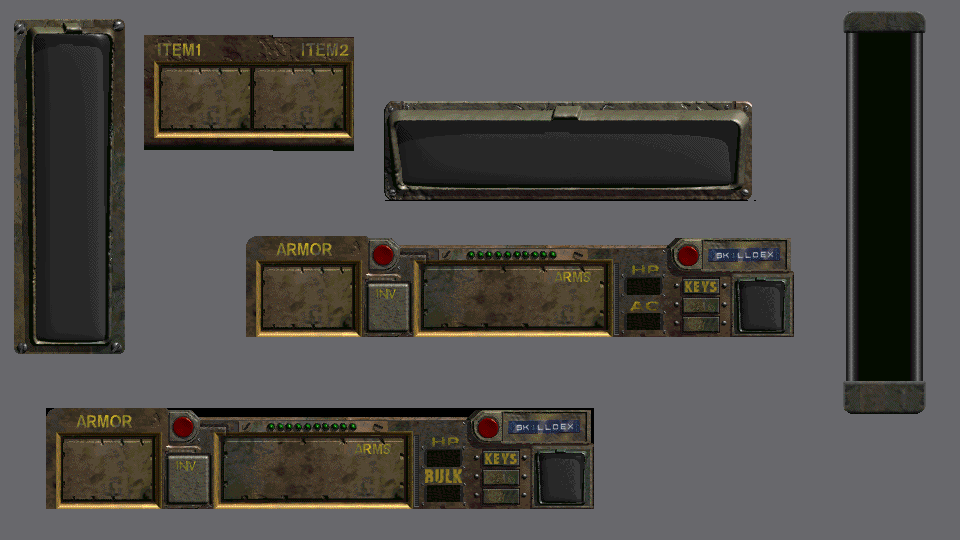 ITEM1 ITEM2
ARMOR
SKILLDEX
ARMS
HP
INV
KEYS
AC
ARMOR
SKILLDEX
ARMS
HP
INV
KEYS
BULK